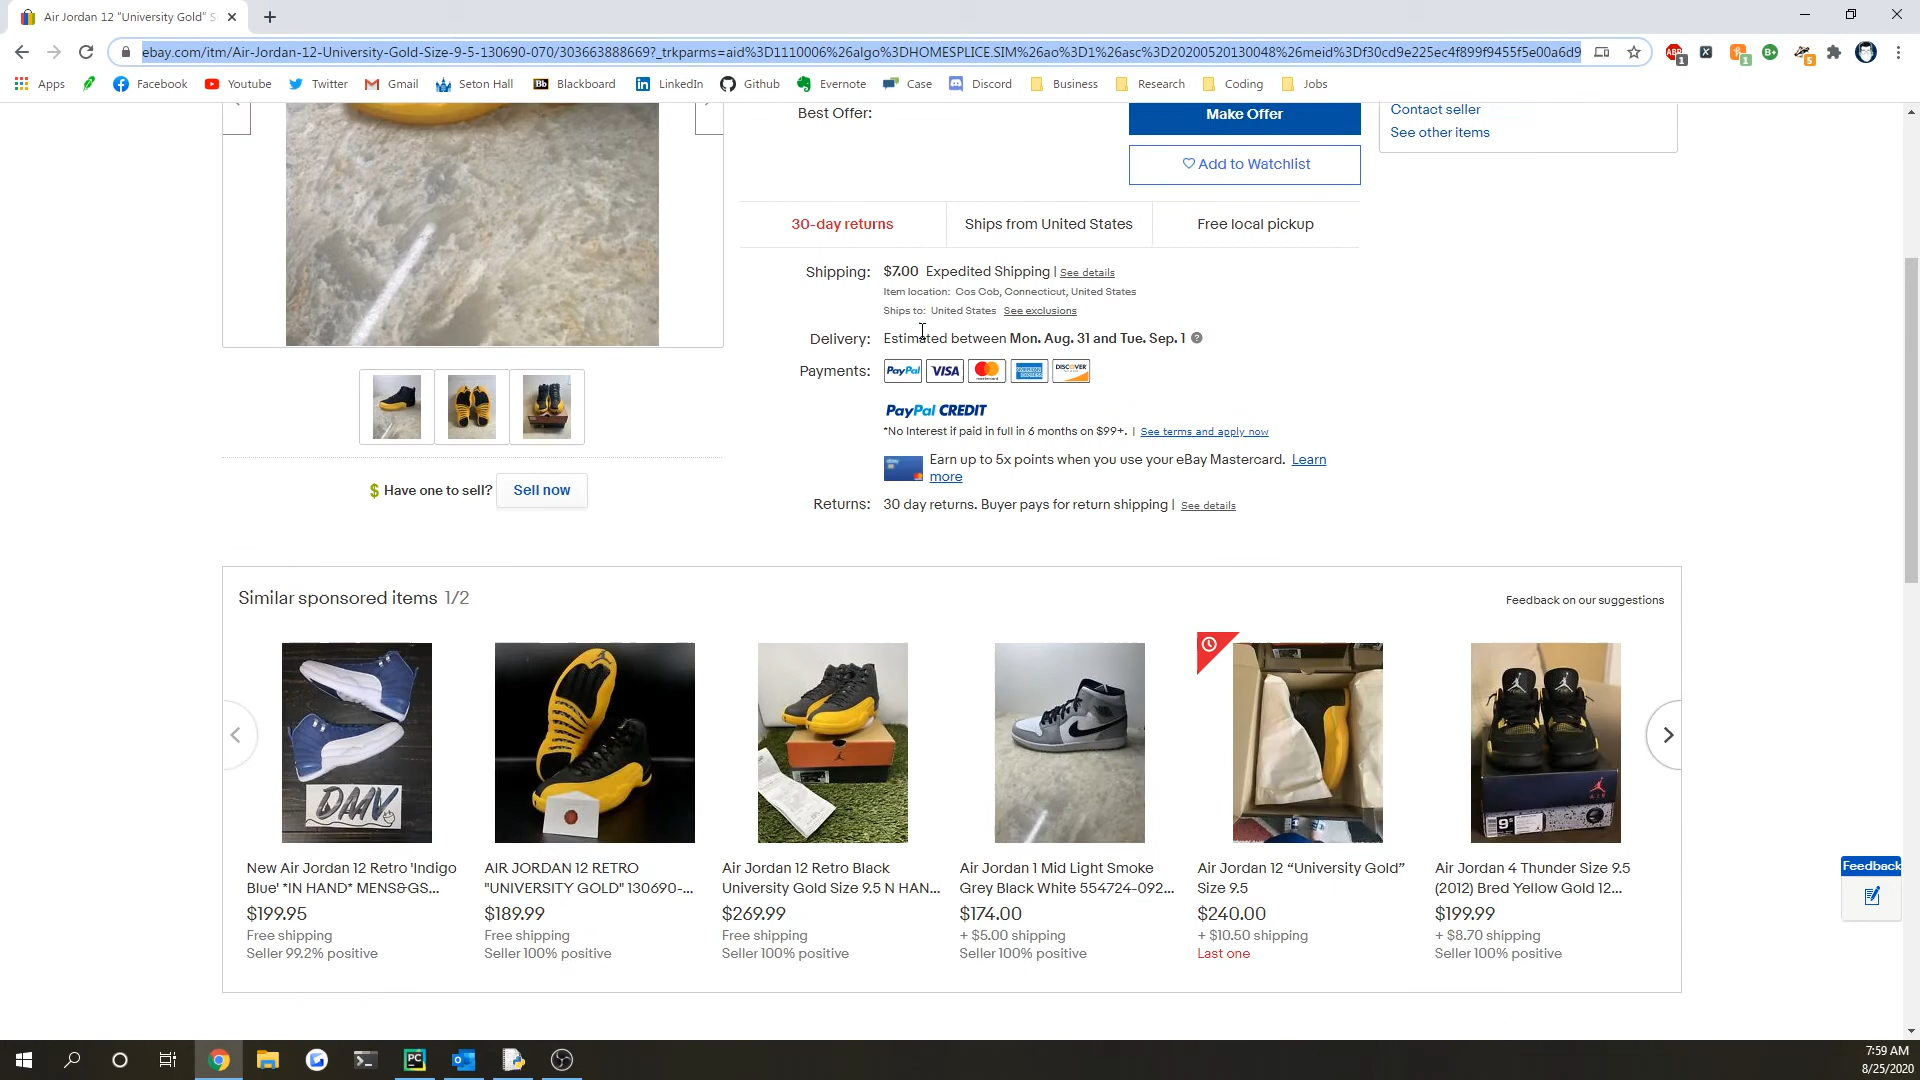 Air Jordan 12 “University Gold” S
ebay.com/itm/Air-Jordan-12-University-Gold-Size-9-5-130690-070/303663888669?_trkparms=aid%3D1110006%26algo%3DHOMESPLICE.SIM%26ao%3D1%26asc%3D20200520130048%26meid%3Df30cd9e225ec4f899f9455f5e00a6d9
Apps Facebook Youtube Twitter Gmail Seton Hall Blackboard LinkedIn Github Evernote Case Discord Business Research Coding Jobs
Best Offer:
Make Offer
Add to Watchlist
Contact seller
See other items
30-day returns
Ships from United States
Free local pickup
Shipping: $7.00 Expedited Shipping | See details
Item location: Cos Cob, Connecticut, United States
Ships to: United States See exclusions
Delivery: Estimated between Mon. Aug. 31 and Tue. Sep. 1
Payments: PayPal VISA mastercard AMERICAN EXPRESS DISCOVER
PayPal CREDIT
*No Interest if paid in full in 6 months on $99+. | See terms and apply now
Earn up to 5x points when you use your eBay Mastercard. Learn
more
Returns: 30 day returns. Buyer pays for return shipping | See details
$ Have one to sell? Sell now
Similar sponsored items 1/2
Feedback on our suggestions
New Air Jordan 12 Retro 'Indigo
Blue' *IN HAND* MENS&GS...
$199.95
Free shipping
Seller 99.2% positive
AIR JORDAN 12 RETRO
"UNIVERSITY GOLD" 130690-...
$189.99
Free shipping
Seller 100% positive
Air Jordan 12 Retro Black
University Gold Size 9.5 N HAN...
$269.99
Free shipping
Seller 100% positive
Air Jordan 1 Mid Light Smoke
Grey Black White 554724-092...
$174.00
+ $5.00 shipping
Seller 100% positive
Air Jordan 12 “University Gold”
Size 9.5
$240.00
+ $10.50 shipping
Last one
Air Jordan 4 Thunder Size 9.5
(2012) Bred Yellow Gold 12...
$199.99
+ $8.70 shipping
Seller 100% positive
Feedback
7:59 AM
8/25/2020